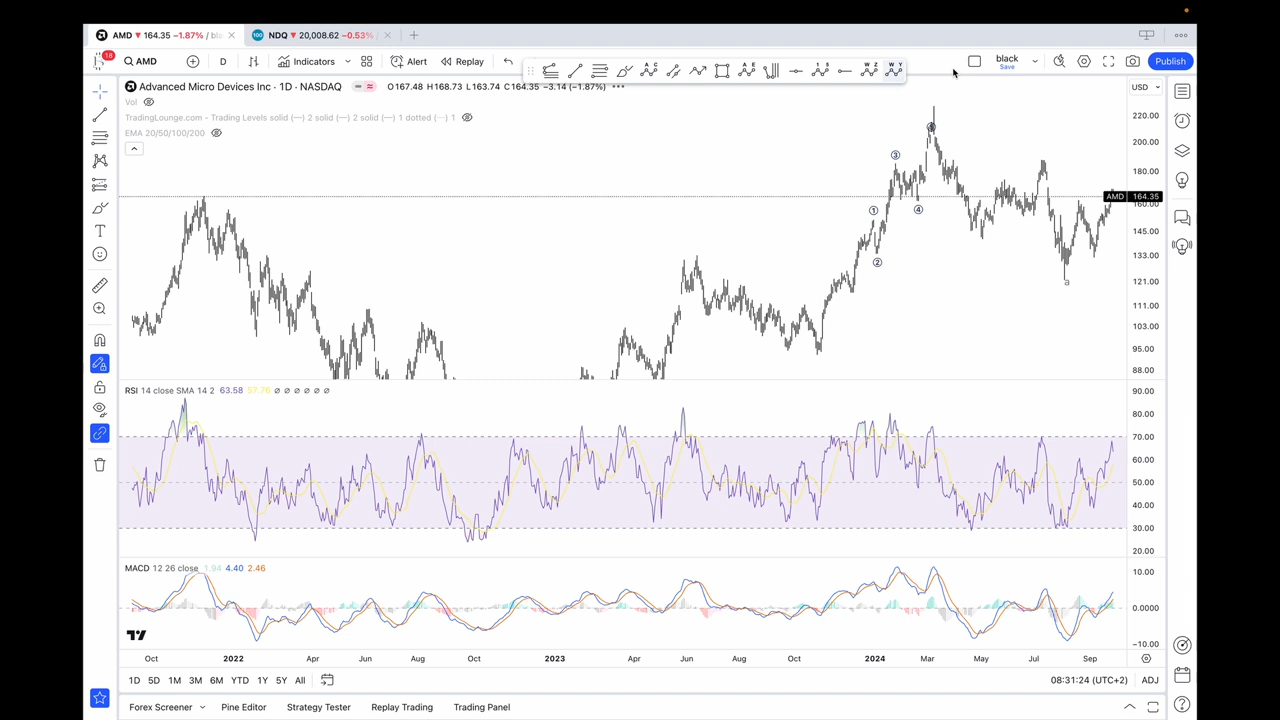 AMD ▼ 164.35 −1.87% / bla
100 NDQ ▼ 20,008.62 −0.53% /
18 AMD D Indicators Alert Replay black Save Publish
Advanced Micro Devices Inc · 1D · NASDAQ O167.48 H168.73 L163.74 C164.35 −3.14 (−1.87%)
USD
Vol
TradingLounge.com - Trading Levels solid (—) 2 solid (—) 2 solid (—) 1 dotted (···) 1
EMA 20/50/100/200
220.00
200.00
180.00
AMD 164.35
160.00
145.00
133.00
121.00
111.00
103.00
95.00
88.00
①
②
③
④
a
RSI 14 close SMA 14 2 63.58 57.76 ∅ ∅ ∅ ∅ ∅ ∅
90.00
80.00
70.00
60.00
50.00
40.00
30.00
20.00
MACD 12 26 close 1.94 4.40 2.46
10.00
0.0000
−10.00
Oct 2022 Apr Jun Aug Oct 2023 Apr Jun Aug Oct 2024 Mar May Jul Sep
1D 5D 1M 3M 6M YTD 1Y 5Y All 08:31:24 (UTC+2) ADJ
Forex Screener Pine Editor Strategy Tester Replay Trading Trading Panel